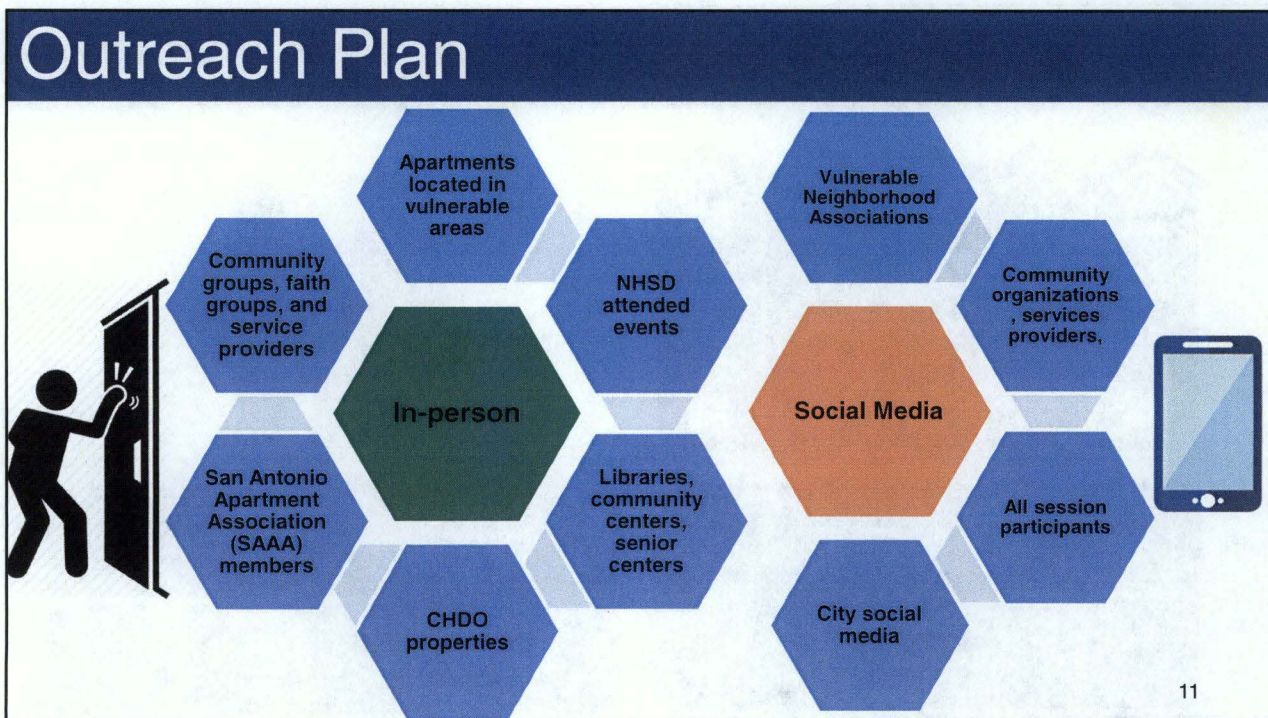 Outreach Plan
Apartments
located in
vulnerable
areas
Community
groups, faith
groups, and
service
providers
NHSD
attended
events
In-person
San Antonio
Apartment
Association
(SAAA)
members
Libraries,
community
centers,
senior
centers
CHDO
properties
Vulnerable
Neighborhood
Associations
Community
organizations
, services
providers,
Social Media
All session
participants
City social
media
11